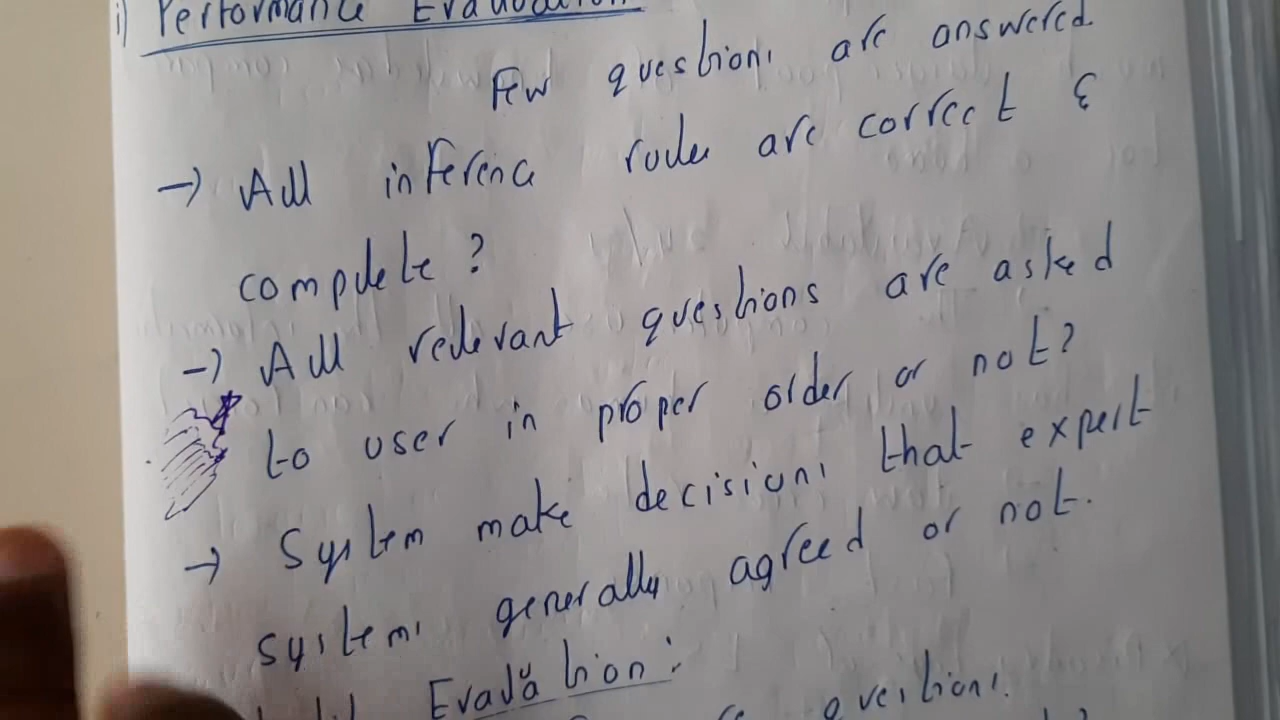 i) Performance Evaluation
Few questions are answered.
→ All inference rules are correct &
complete ?
→ All relevant questions are asked
to user in proper order or not?
→ System make decisions that expert
systems generally agreed or not.
Evaluation :
questions.